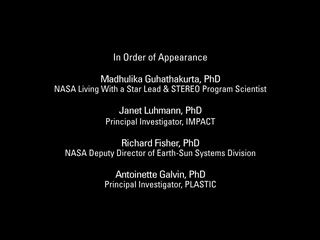 In Order of Appearance
Madhulika Guhathakurta, PhD
NASA Living With a Star Lead & STEREO Program Scientist
Janet Luhmann, PhD
Principal Investigator, IMPACT
Richard Fisher, PhD
NASA Deputy Director of Earth-Sun Systems Division
Antoinette Galvin, PhD
Principal Investigator, PLASTIC